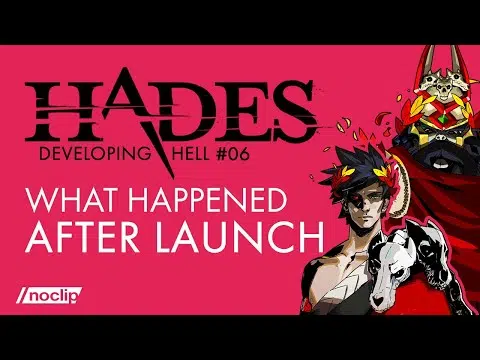 HADES
DEVELOPING HELL #06
WHAT HAPPENED
AFTER LAUNCH
//noclip